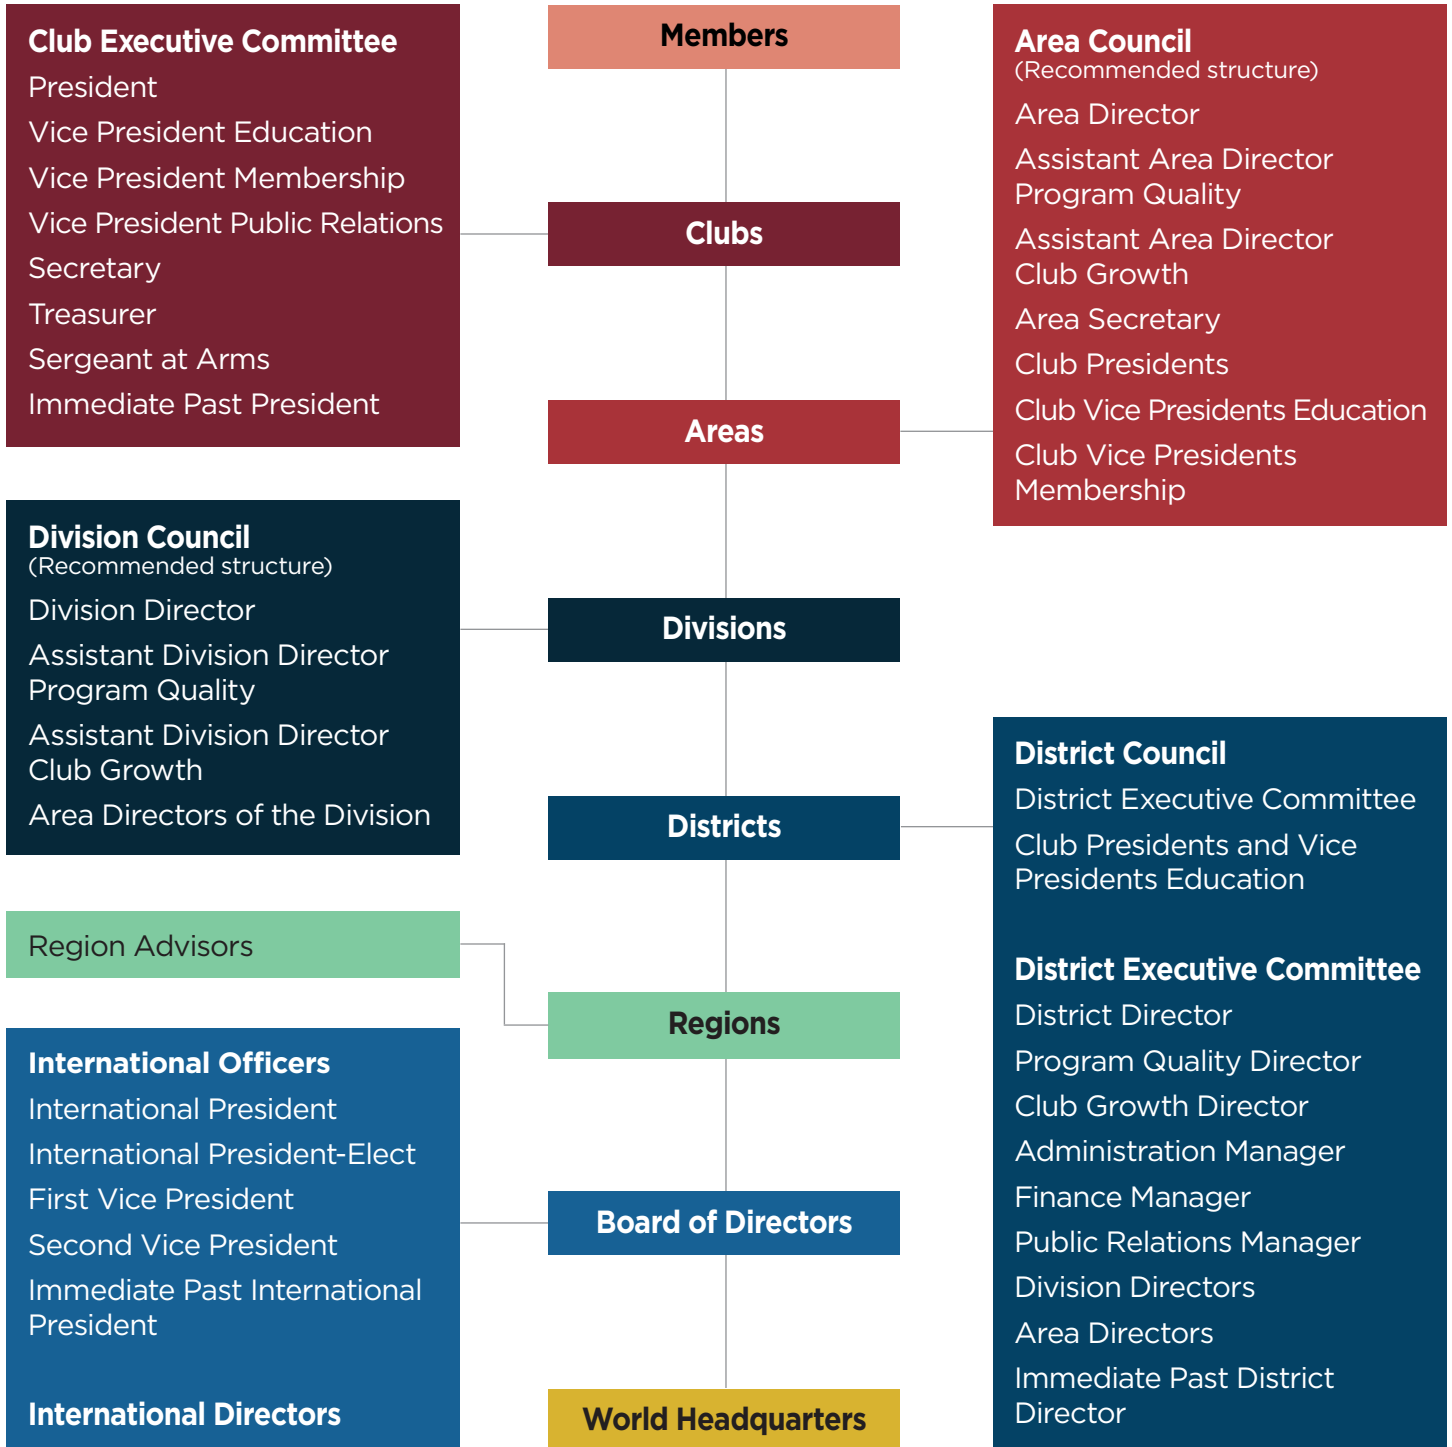 Club Executive Committee
President
Vice President Education
Vice President Membership
Vice President Public Relations
Secretary
Treasurer
Sergeant at Arms
Immediate Past President
Members
Clubs
Areas
Area Council
(Recommended structure)
Area Director
Assistant Area Director
Program Quality
Assistant Area Director
Club Growth
Area Secretary
Club Presidents
Club Vice Presidents Education
Club Vice Presidents
Membership
Division Council
(Recommended structure)
Division Director
Assistant Division Director
Program Quality
Assistant Division Director
Club Growth
Area Directors of the Division
Divisions
Districts
District Council
District Executive Committee
Club Presidents and Vice
Presidents Education
District Executive Committee
District Director
Program Quality Director
Club Growth Director
Administration Manager
Finance Manager
Public Relations Manager
Division Directors
Area Directors
Immediate Past District
Director
Region Advisors
Regions
International Officers
International President
International President-Elect
First Vice President
Second Vice President
Immediate Past International
President
International Directors
Board of Directors
World Headquarters